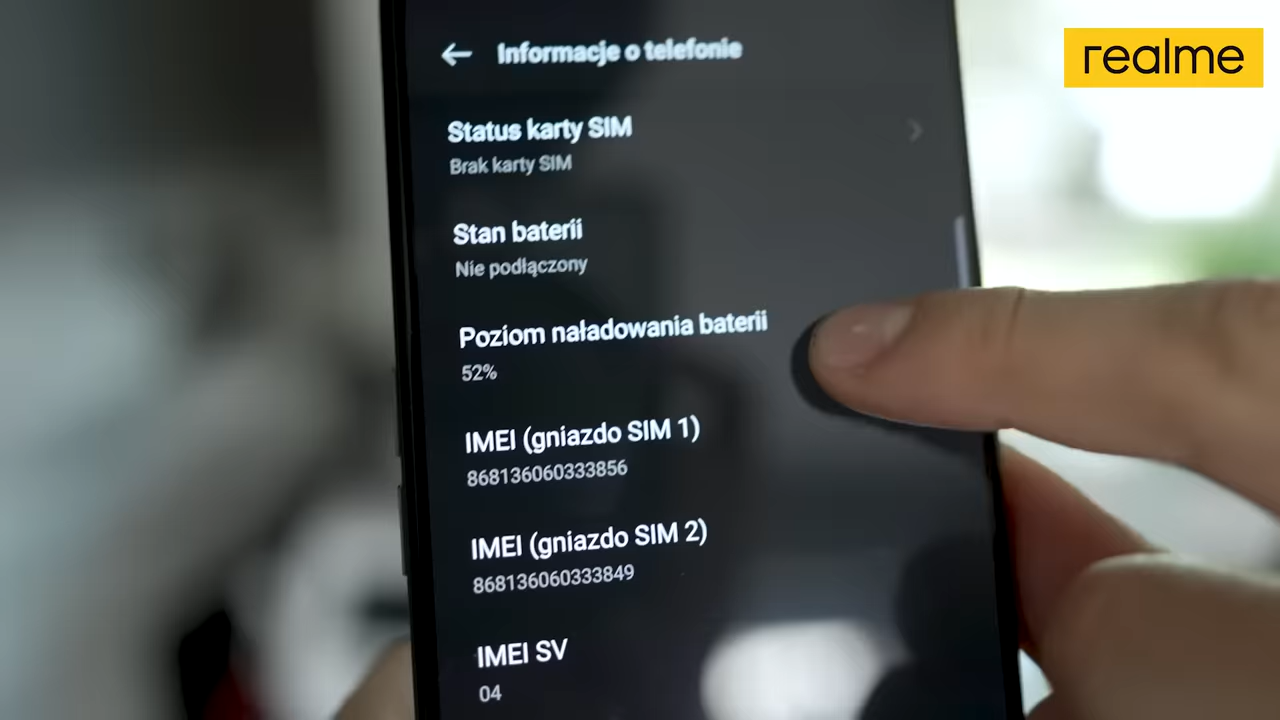 realme
Informacje o telefonie
Status karty SIM
Brak karty SIM
Stan baterii
Nie podłączony
Poziom naładowania baterii
52%
IMEI (gniazdo SIM 1)
868136060333856
IMEI (gniazdo SIM 2)
868136060333849
IMEI SV
04